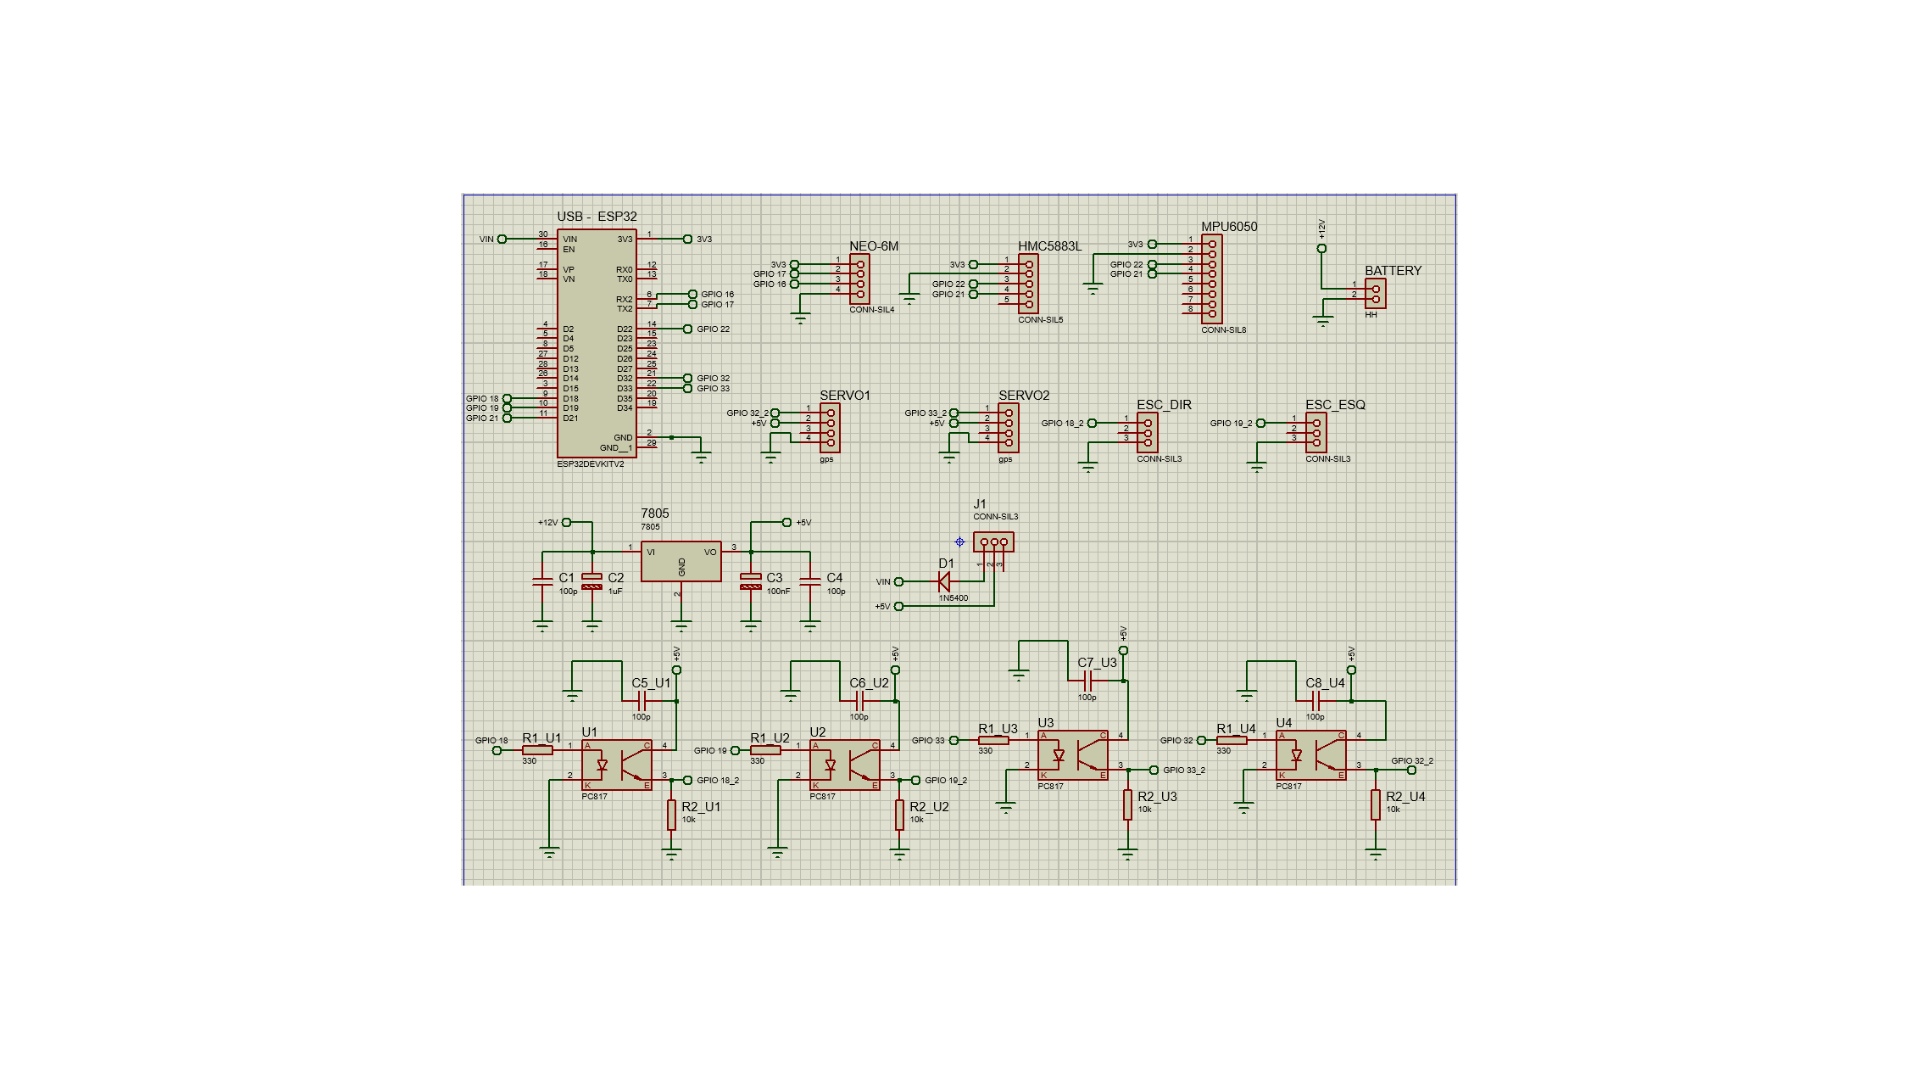 USB - ESP32
VIN
30 VIN
16 EN
17 VP
18 VN
4 D2
5 D4
8 D5
27 D12
28 D13
26 D14
3 D15
GPIO 18 9 D18
GPIO 19 10 D19
GPIO 21 11 D21
3V3 1 3V3
RX0 12
TX0 13
RX2 6 GPIO 16
TX2 7 GPIO 17
D22 14 GPIO 22
D23 15
D25 23
D26 24
D27 25
D32 21 GPIO 32
D33 22 GPIO 33
D35 20
D34 19
GND 2
GND__1 29
ESP32DEVKITV2
NEO-6M
3V3 1
GPIO 17 2
GPIO 16 3
4
CONN-SIL4
HMC5883L
3V3 1
2
GPIO 22 3
GPIO 21 4
5
CONN-SIL5
MPU6050
3V3 1
2
GPIO 22 3
GPIO 21 4
5
6
7
8
CONN-SIL8
+12V
BATTERY
1
2
HH
SERVO1
GPIO 32_2 1
+5V 2
3
4
gps
SERVO2
GPIO 33_2 1
+5V 2
3
4
gps
ESC_DIR
GPIO 18_2 1
2
3
CONN-SIL3
ESC_ESQ
GPIO 19_2 1
2
3
CONN-SIL3
7805
7805
+12V
+5V
1 VI VO 3
GND
2
C1
100p
C2
1uF
C3
100nF
C4
100p
J1
CONN-SIL3
1 2 3
D1
VIN
1N5400
+5V
+5V
C5_U1
100p
GPIO 18
R1_U1
330
U1
1 A C 4
2 K E 3
PC817
GPIO 18_2
R2_U1
10k
+5V
C6_U2
100p
GPIO 19
R1_U2
330
U2
1 A C 4
2 K E 3
PC817
GPIO 19_2
R2_U2
10k
+5V
C7_U3
100p
GPIO 33
R1_U3
330
U3
1 A C 4
2 K E 3
PC817
GPIO 33_2
R2_U3
10k
+5V
C8_U4
100p
GPIO 32
R1_U4
330
U4
1 A C 4
2 K E 3
PC817
GPIO 32_2
R2_U4
10k